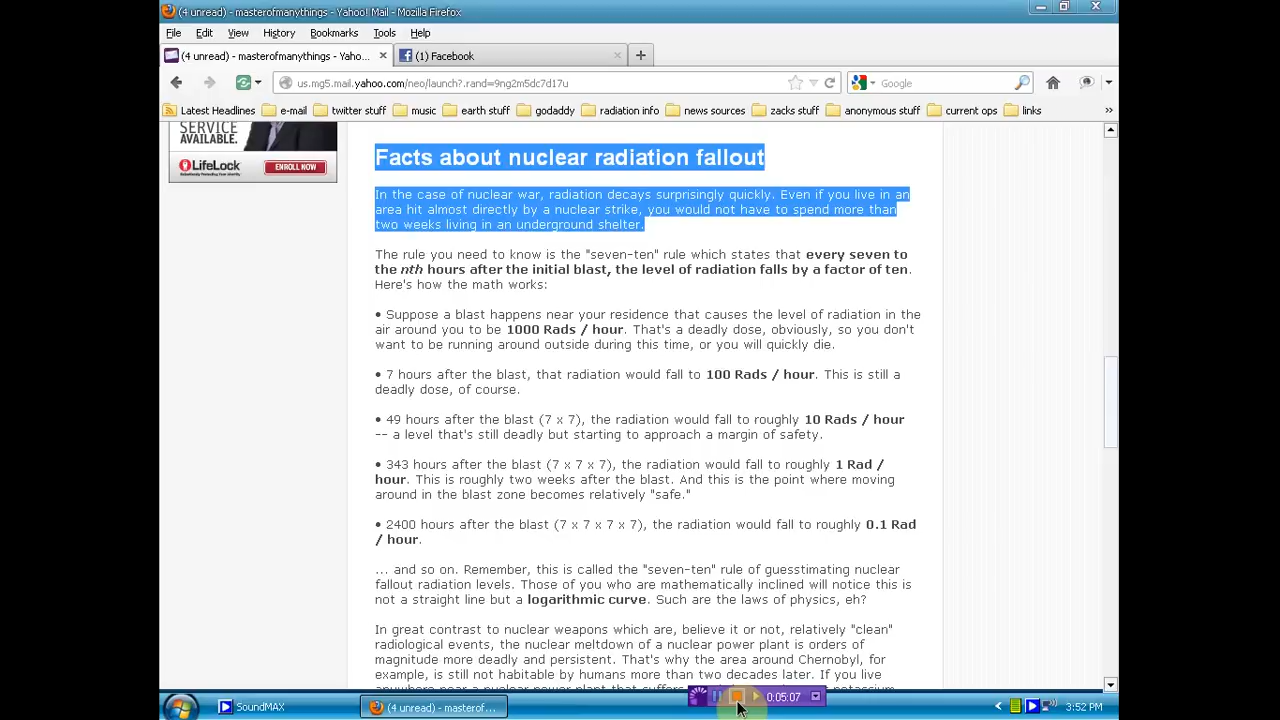 (4 unread) - masterofmanythings - Yahoo! Mail - Mozilla Firefox
File Edit View History Bookmarks Tools Help
(4 unread) - masterofmanythings - Yaho... × (1) Facebook × +
us.mg5.mail.yahoo.com/neo/launch?.rand=9ng2m5dc7d17u Google
Latest Headlines e-mail twitter stuff music earth stuff godaddy radiation info news sources zacks stuff anonymous stuff current ops links »
SERVICE
AVAILABLE.
LifeLock ENROLL NOW
Facts about nuclear radiation fallout
In the case of nuclear war, radiation decays surprisingly quickly. Even if you live in an
area hit almost directly by a nuclear strike, you would not have to spend more than
two weeks living in an underground shelter.
The rule you need to know is the "seven-ten" rule which states that every seven to
the nth hours after the initial blast, the level of radiation falls by a factor of ten.
Here's how the math works:
• Suppose a blast happens near your residence that causes the level of radiation in the
air around you to be 1000 Rads / hour. That's a deadly dose, obviously, so you don't
want to be running around outside during this time, or you will quickly die.
• 7 hours after the blast, that radiation would fall to 100 Rads / hour. This is still a
deadly dose, of course.
• 49 hours after the blast (7 x 7), the radiation would fall to roughly 10 Rads / hour
-- a level that's still deadly but starting to approach a margin of safety.
• 343 hours after the blast (7 x 7 x 7), the radiation would fall to roughly 1 Rad /
hour. This is roughly two weeks after the blast. And this is the point where moving
around in the blast zone becomes relatively "safe."
• 2400 hours after the blast (7 x 7 x 7 x 7), the radiation would fall to roughly 0.1 Rad
/ hour.
... and so on. Remember, this is called the "seven-ten" rule of guesstimating nuclear
fallout radiation levels. Those of you who are mathematically inclined will notice this is
not a straight line but a logarithmic curve. Such are the laws of physics, eh?
In great contrast to nuclear weapons which are, believe it or not, relatively "clean"
radiological events, the nuclear meltdown of a nuclear power plant is orders of
magnitude more deadly and persistent. That's why the area around Chernobyl, for
example, is still not habitable by humans more than two decades later. If you live
anywhere near a nuclear power plant that suffers
0:05:07
SoundMAX (4 unread) - masterof... 3:52 PM